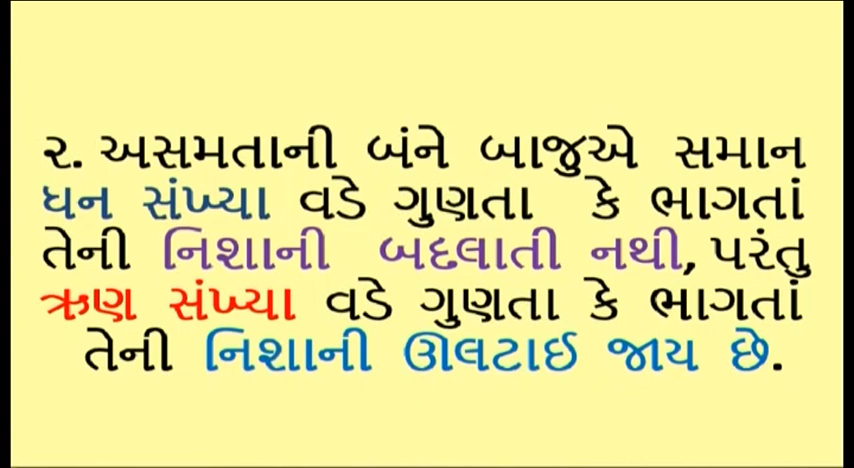 ૨. અસમતાની બંને બાજુએ સમાન
ધન સંખ્યા વડે ગુણતા કે ભાગતાં
તેની નિશાની બદલાતી નથી, પરંતુ
ઋણ સંખ્યા વડે ગુણતા કે ભાગતાં
તેની નિશાની ઊલટાઈ જાય છે.